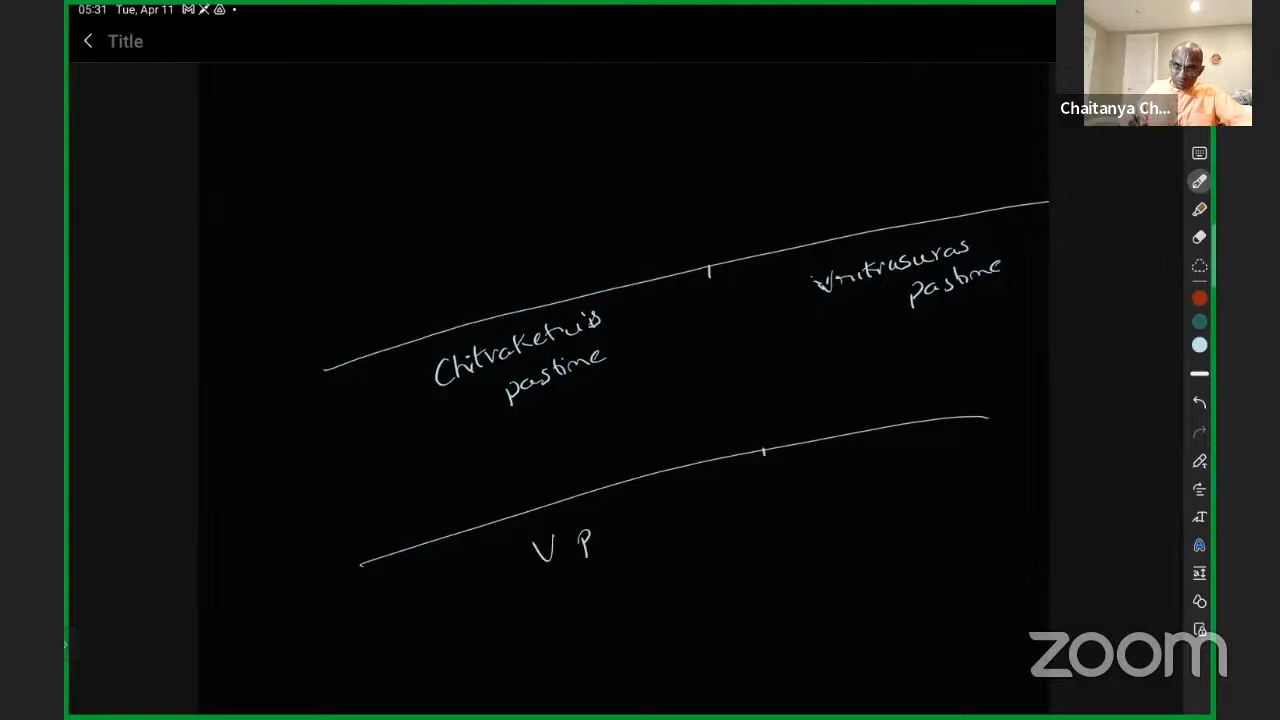 05:31 Tue, Apr 11
Title
Chaitanya Ch...
Vritrasuras
pastime
Chitraketu's
pastime
V P
zoom